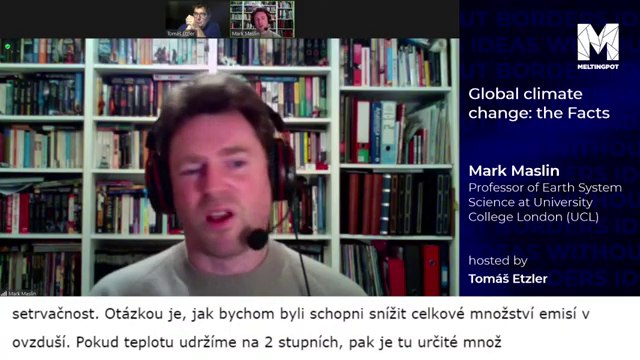 Tomáš Etzler
Mark Maslin
MELTINGPOT
Global climate
change: the Facts
Mark Maslin
Professor of Earth System
Science at University
College London (UCL)
hosted by
Tomáš Etzler
Mark Maslin
setrvačnost. Otázkou je, jak bychom byli schopni snížit celkové množství emisí v
ovzduší. Pokud teplotu udržíme na 2 stupních, pak je tu určité množ